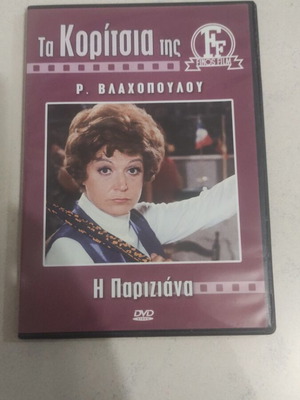 Τα Κορίτσια της
FF
FINOS FILM
Ρ. ΒΛΑΧΟΠΟΥΛΟΥ
Η Παριζιάνα
DVD